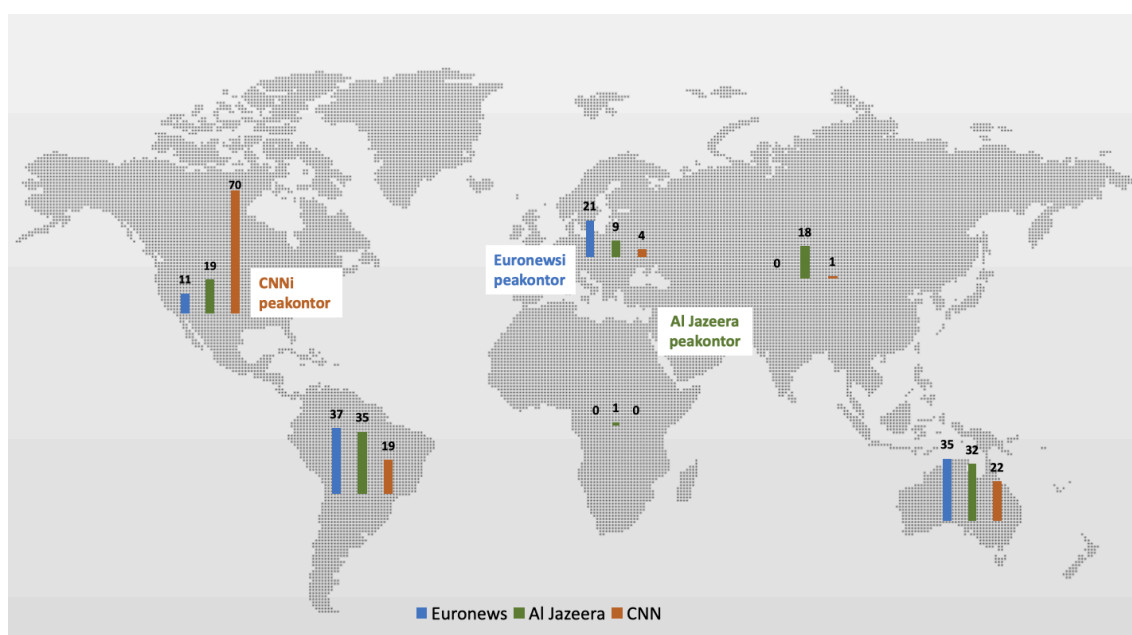 70
21
9
4
18
0
1
11
19
CNNi
peakontor
Euronewsi
peakontor
Al Jazeera
peakontor
0
1
0
37
35
19
35
32
22
Euronews
Al Jazeera
CNN